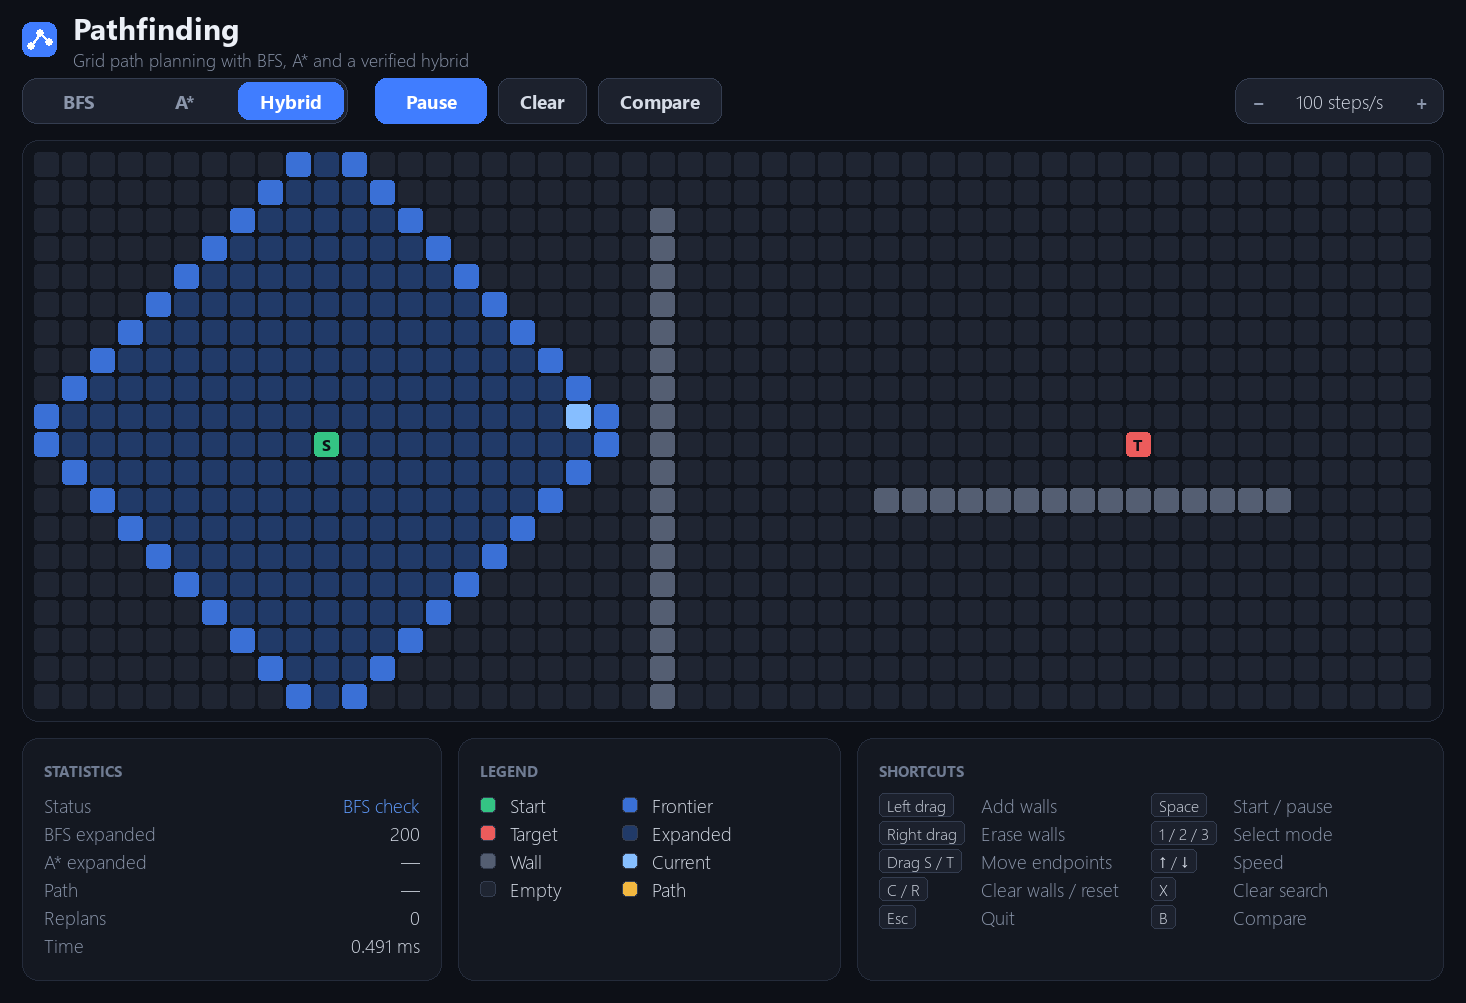 Pathfinding
Grid path planning with BFS, A* and a verified hybrid
BFS A* Hybrid Pause Clear Compare − 100 steps/s +
S
T
STATISTICS
Status BFS check
BFS expanded 200
A* expanded —
Path —
Replans 0
Time 0.491 ms
LEGEND
Start Frontier
Target Expanded
Wall Current
Empty Path
SHORTCUTS
Left drag Add walls Space Start / pause
Right drag Erase walls 1 / 2 / 3 Select mode
Drag S / T Move endpoints ↑ / ↓ Speed
C / R Clear walls / reset X Clear search
Esc Quit B Compare